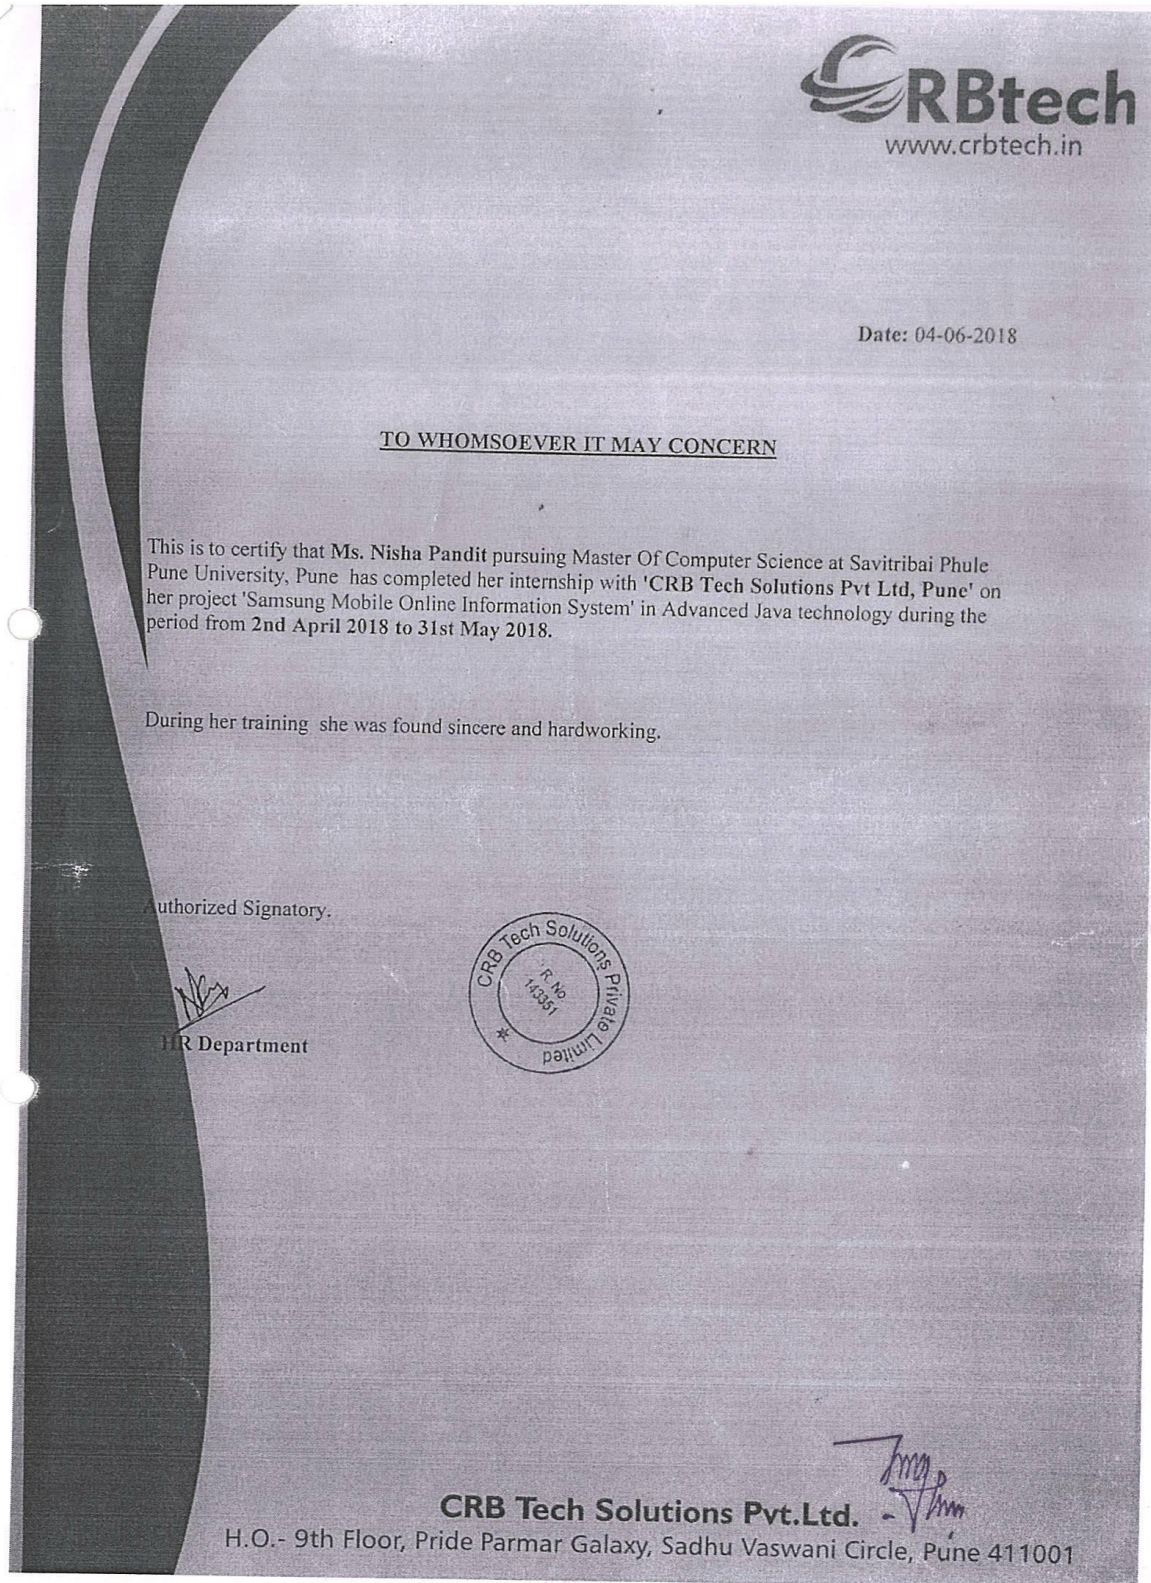 CRBtech
www.crbtech.in
Date: 04-06-2018
TO WHOMSOEVER IT MAY CONCERN
This is to certify that Ms. Nisha Pandit pursuing Master Of Computer Science at Savitribai Phule
Pune University, Pune has completed her internship with 'CRB Tech Solutions Pvt Ltd, Pune' on
her project 'Samsung Mobile Online Information System' in Advanced Java technology during the
period from 2nd April 2018 to 31st May 2018.
During her training she was found sincere and hardworking.
Authorized Signatory.
CRB Tech Solutions Private Limited
R. No
143351
HR Department
CRB Tech Solutions Pvt.Ltd.
H.O.- 9th Floor, Pride Parmar Galaxy, Sadhu Vaswani Circle, Pune 411001